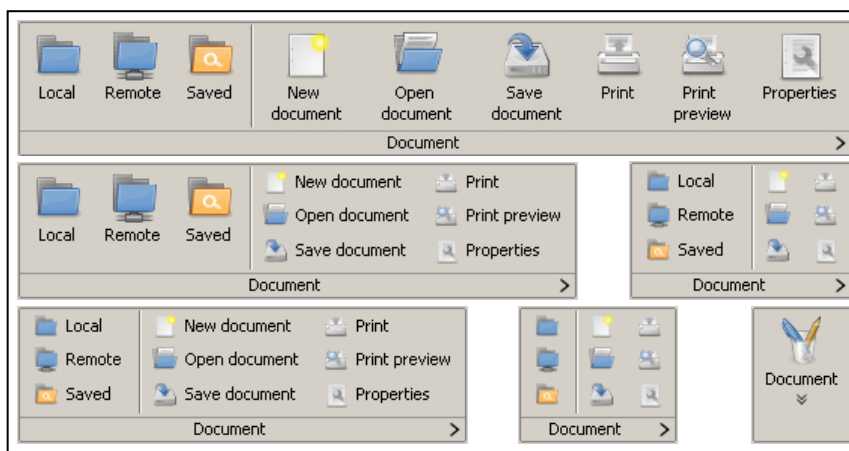 Local Remote Saved New document Open document Save document Print Print preview Properties
Document
Local Remote Saved
New document Print
Open document Print preview
Save document Properties
Document
Local
Remote
Saved
Document
Local New document Print
Remote Open document Print preview
Saved Save document Properties
Document
Document
Document